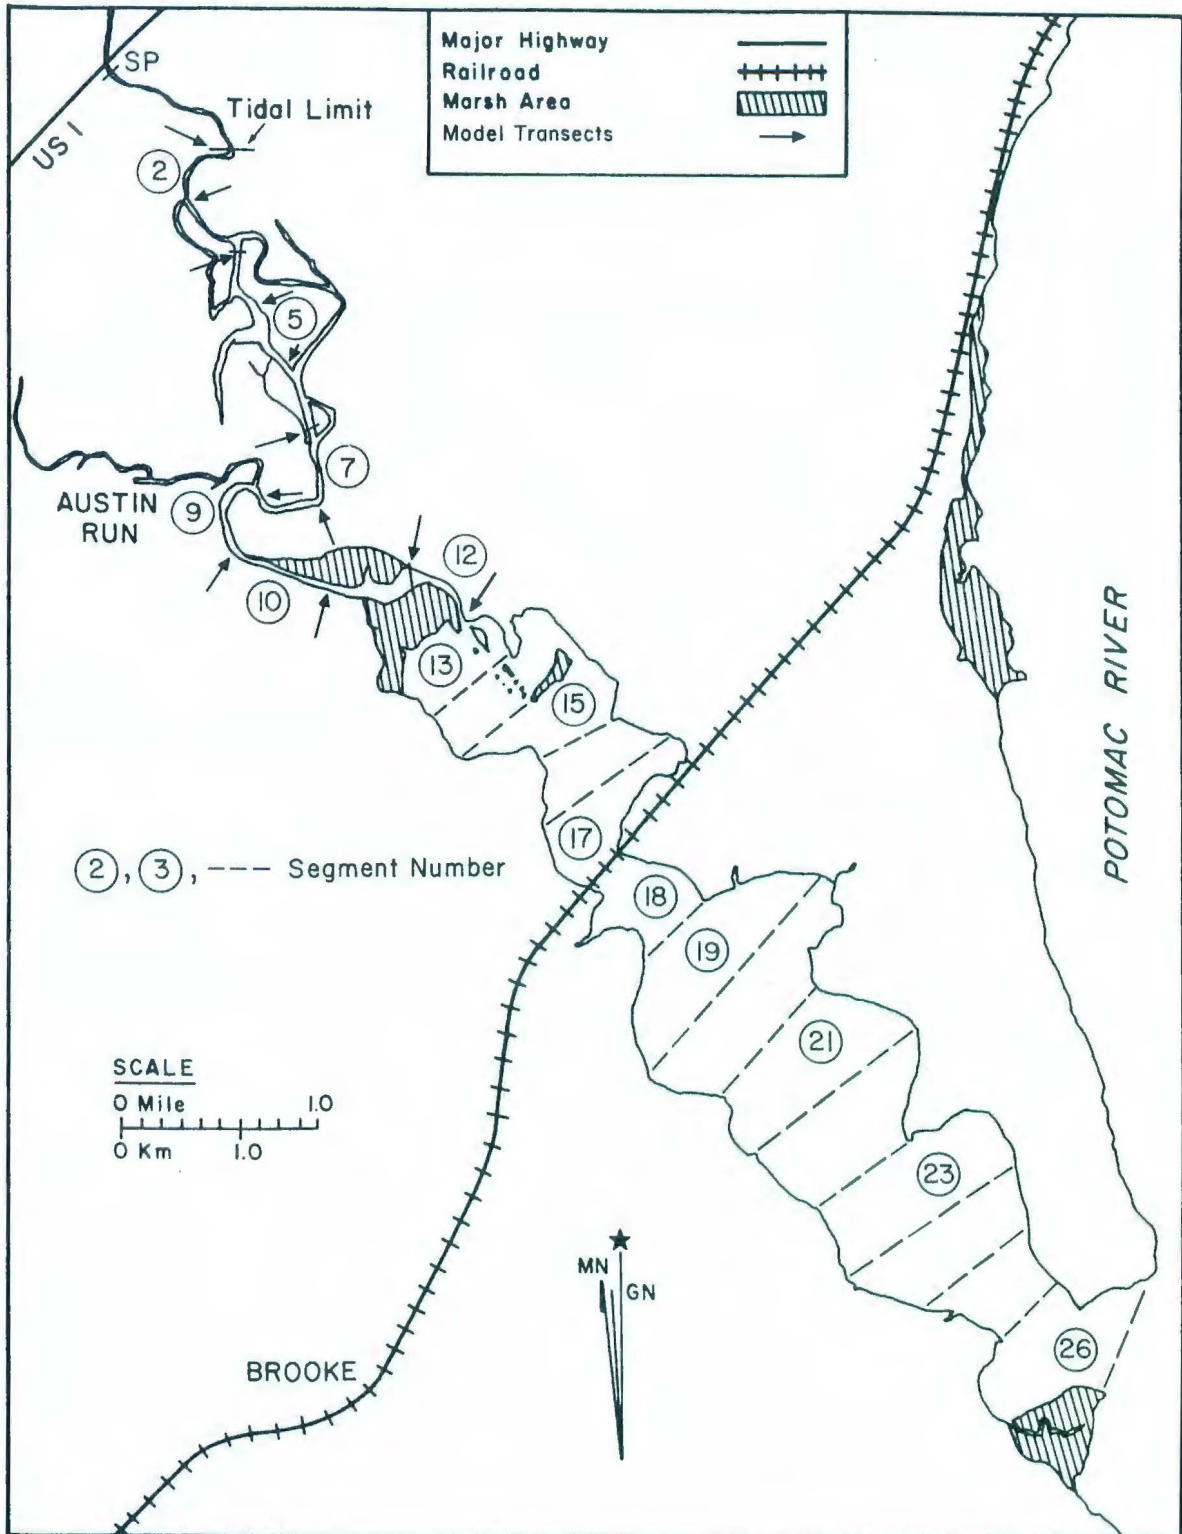 Major Highway
Railroad
Marsh Area
Model Transects
SP
Tidal Limit
US 1
2
5
7
AUSTIN
RUN
9
12
10
13
15
POTOMAC RIVER
17
2, 3, --- Segment Number
18
19
21
SCALE
0 Mile 1.0
0 Km 1.0
23
MN
GN
26
BROOKE